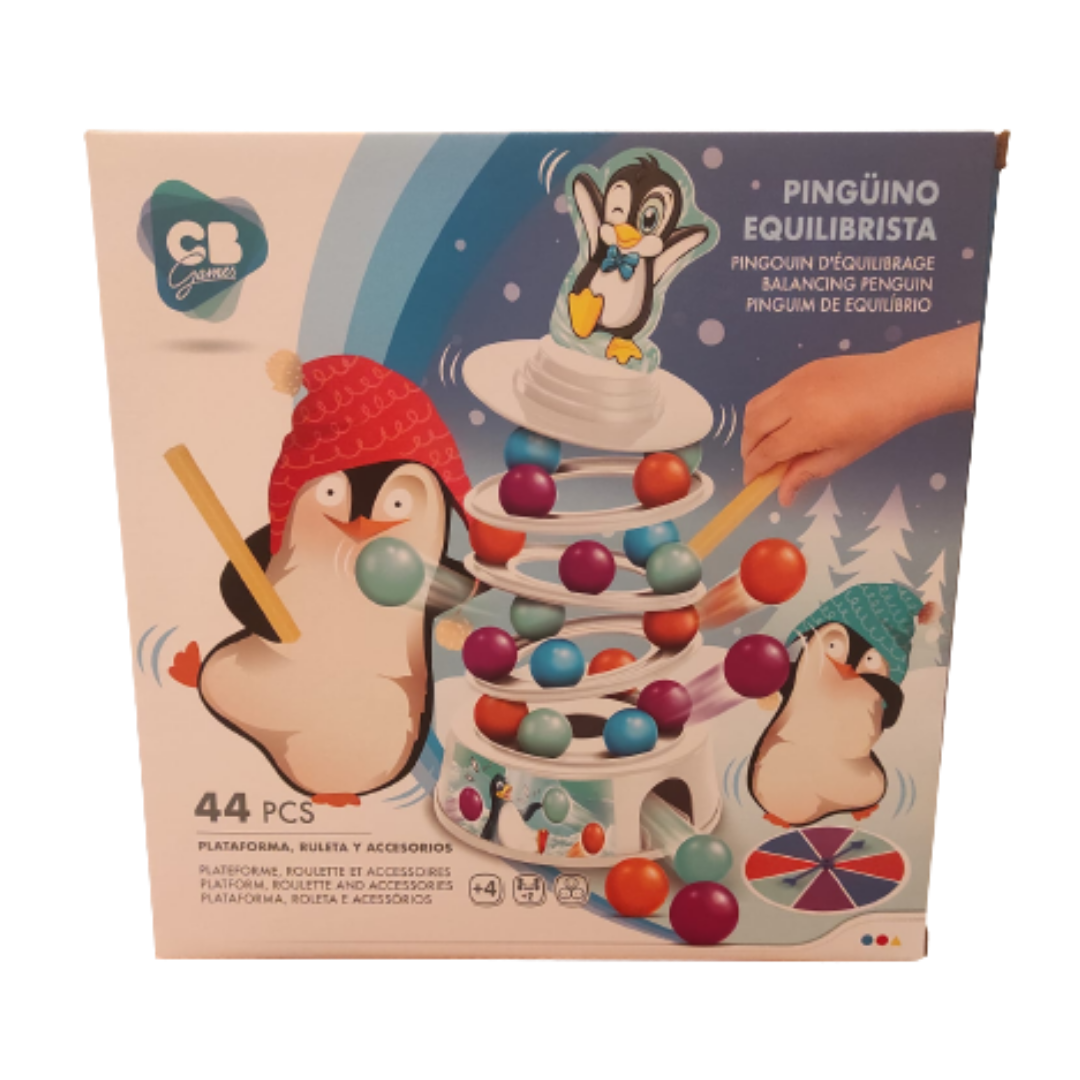 CB
Games
PINGÜINO
EQUILIBRISTA
PINGOUIN D'ÉQUILIBRAGE
BALANCING PENGUIN
PINGUIM DE EQUILÍBRIO
44 PCS
PLATAFORMA, RULETA Y ACCESORIOS
PLATEFORME, ROULETTE ET ACCESSOIRES
PLATFORM, ROULETTE AND ACCESSORIES
PLATAFORMA, ROLETA E ACESSÓRIOS
+4